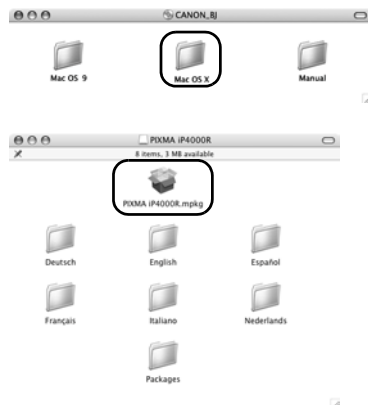 CANON_BJ
Mac OS 9
Mac OS X
Manual
PIXMA iP4000R
8 items, 3 MB available
PIXMA iP4000R.mpkg
Deutsch
English
Español
Français
Italiano
Nederlands
Packages